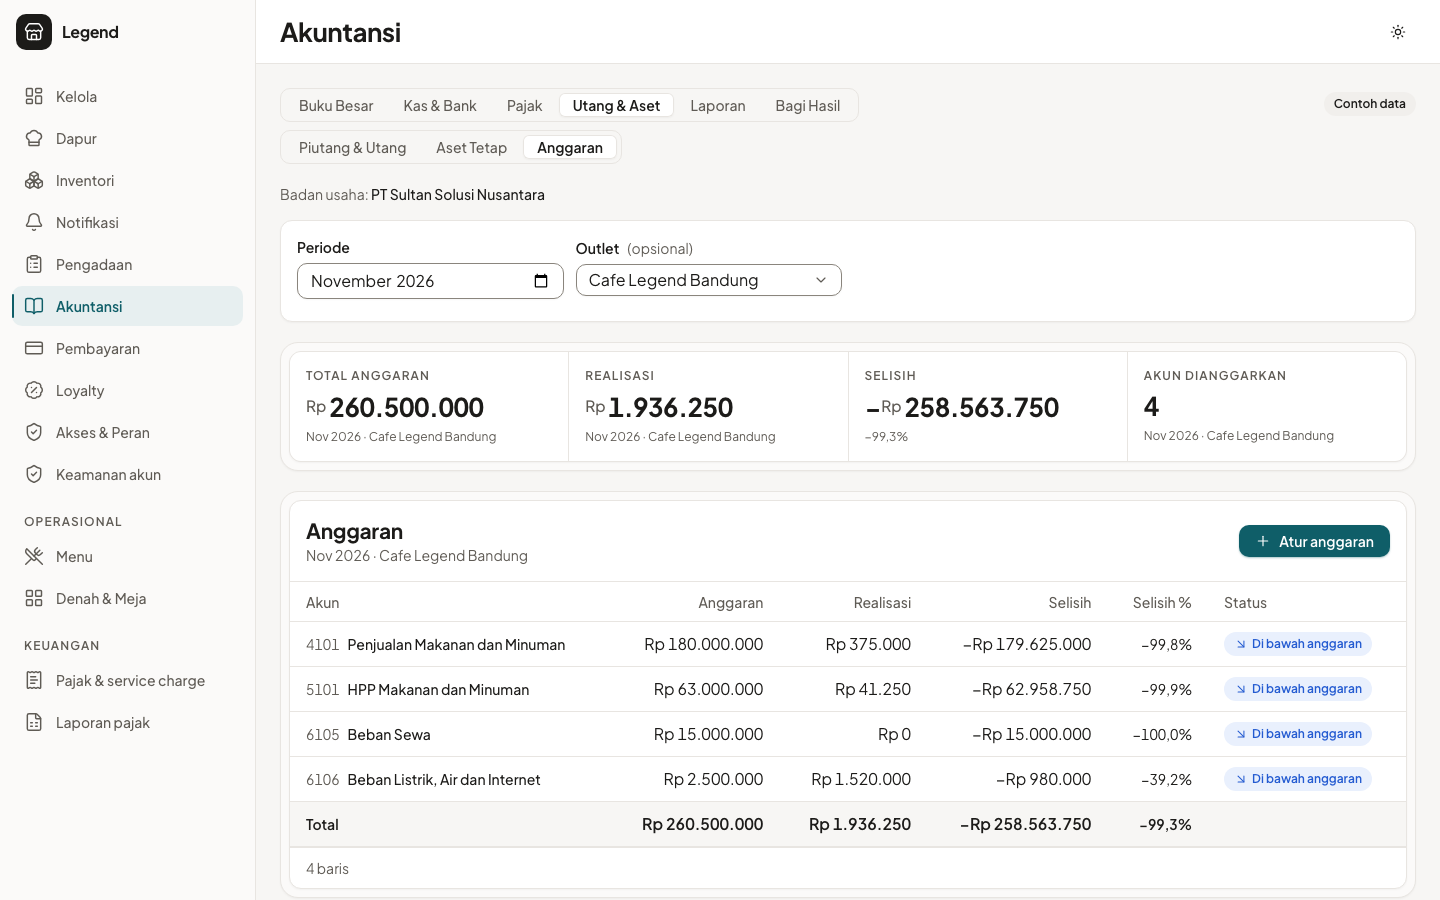 Legend
Akuntansi
Kelola
Dapur
Inventori
Notifikasi
Pengadaan
Akuntansi
Pembayaran
Loyalty
Akses & Peran
Keamanan akun
OPERASIONAL
Menu
Denah & Meja
KEUANGAN
Pajak & service charge
Laporan pajak
Buku Besar Kas & Bank Pajak Utang & Aset Laporan Bagi Hasil
Contoh data
Piutang & Utang Aset Tetap Anggaran
Badan usaha: PT Sultan Solusi Nusantara
Periode
November 2026
Outlet (opsional)
Cafe Legend Bandung
TOTAL ANGGARAN
Rp 260.500.000
Nov 2026 · Cafe Legend Bandung
REALISASI
Rp 1.936.250
Nov 2026 · Cafe Legend Bandung
SELISIH
−Rp 258.563.750
−99,3%
AKUN DIANGGARKAN
4
Nov 2026 · Cafe Legend Bandung
Anggaran
Nov 2026 · Cafe Legend Bandung
Atur anggaran
Akun Anggaran Realisasi Selisih Selisih % Status
4101 Penjualan Makanan dan Minuman Rp 180.000.000 Rp 375.000 −Rp 179.625.000 −99,8% Di bawah anggaran
5101 HPP Makanan dan Minuman Rp 63.000.000 Rp 41.250 −Rp 62.958.750 −99,9% Di bawah anggaran
6105 Beban Sewa Rp 15.000.000 Rp 0 −Rp 15.000.000 −100,0% Di bawah anggaran
6106 Beban Listrik, Air dan Internet Rp 2.500.000 Rp 1.520.000 −Rp 980.000 −39,2% Di bawah anggaran
Total Rp 260.500.000 Rp 1.936.250 −Rp 258.563.750 −99,3%
4 baris